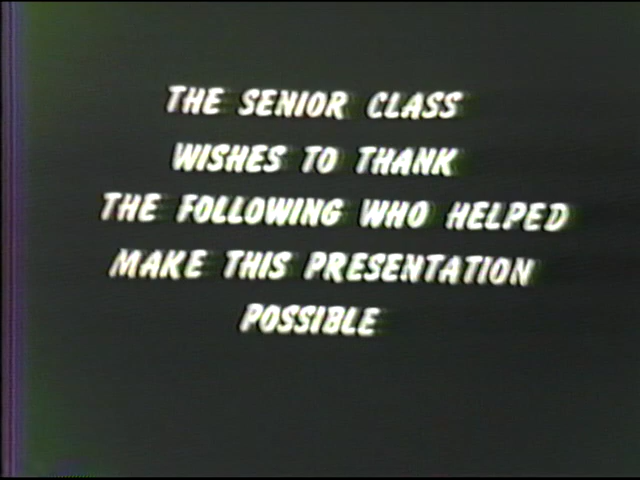 THE SENIOR CLASS
WISHES TO THANK
THE FOLLOWING WHO HELPED
MAKE THIS PRESENTATION
POSSIBLE